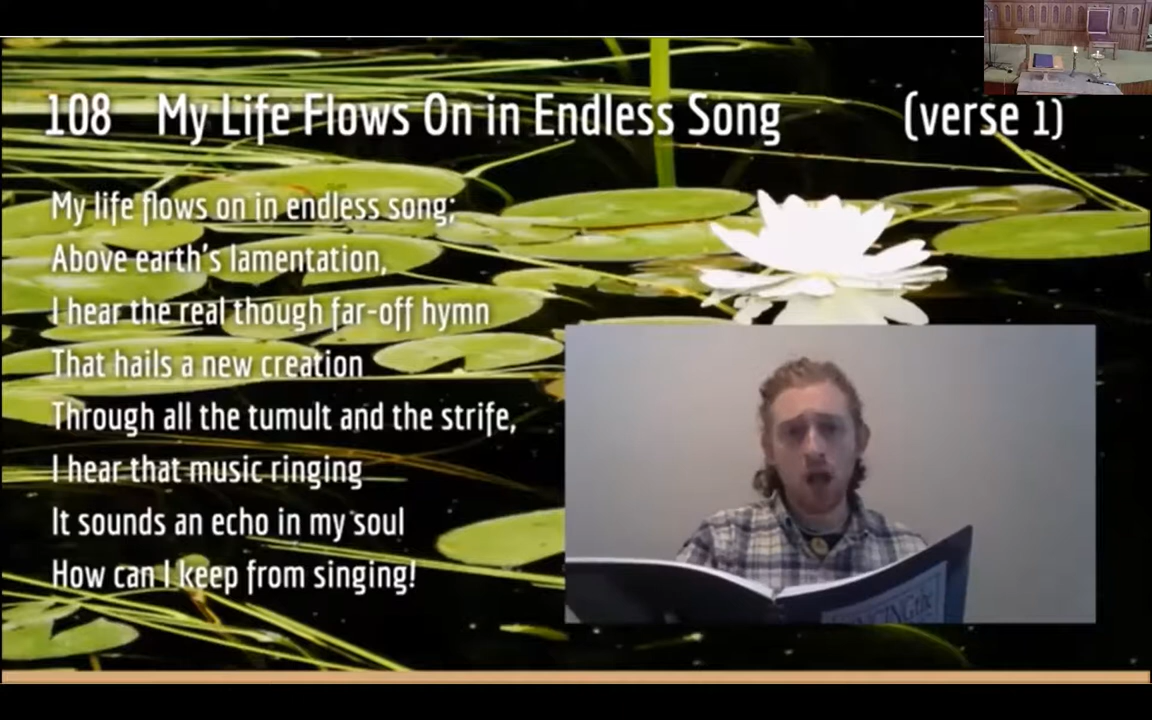 108 My Life Flows On in Endless Song (verse 1)
My life flows on in endless song;
Above earth's lamentation,
I hear the real though far-off hymn
That hails a new creation
Through all the tumult and the strife,
I hear that music ringing
It sounds an echo in my soul
How can I keep from singing!